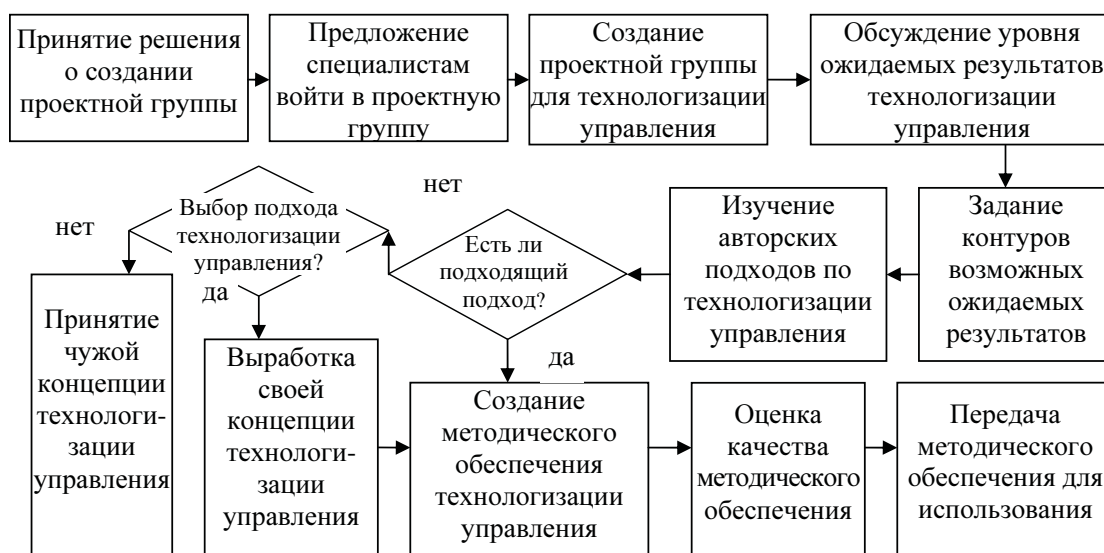 Принятие решения
о создании
проектной группы
Предложение
специалистам
войти в проектную
группу
Создание
проектной группы
для технологизации
управления
Обсуждение уровня
ожидаемых результатов
технологизации
управления
Задание
контуров
возможных
ожидаемых
результатов
Изучение
авторских
подходов по
технологизации
управления
Есть ли
подходящий
подход?
нет
да
Выбор подхода
технологизации
управления?
нет
да
Принятие
чужой
концепции
технологи-
зации
управления
Выработка
своей
концепции
технологи-
зации
управления
Создание
методического
обеспечения
технологизации
управления
Оценка
качества
методического
обеспечения
Передача
методического
обеспечения для
использования